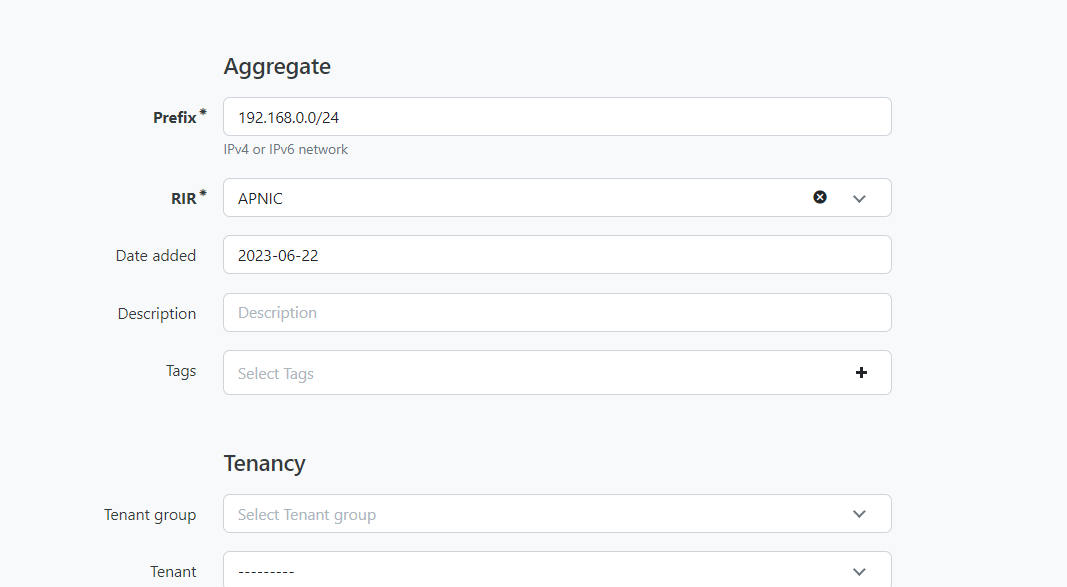 Aggregate
Prefix *
192.168.0.0/24
IPv4 or IPv6 network
RIR *
APNIC
Date added
2023-06-22
Description
Description
Tags
Select Tags
Tenancy
Tenant group
Select Tenant group
Tenant
---------